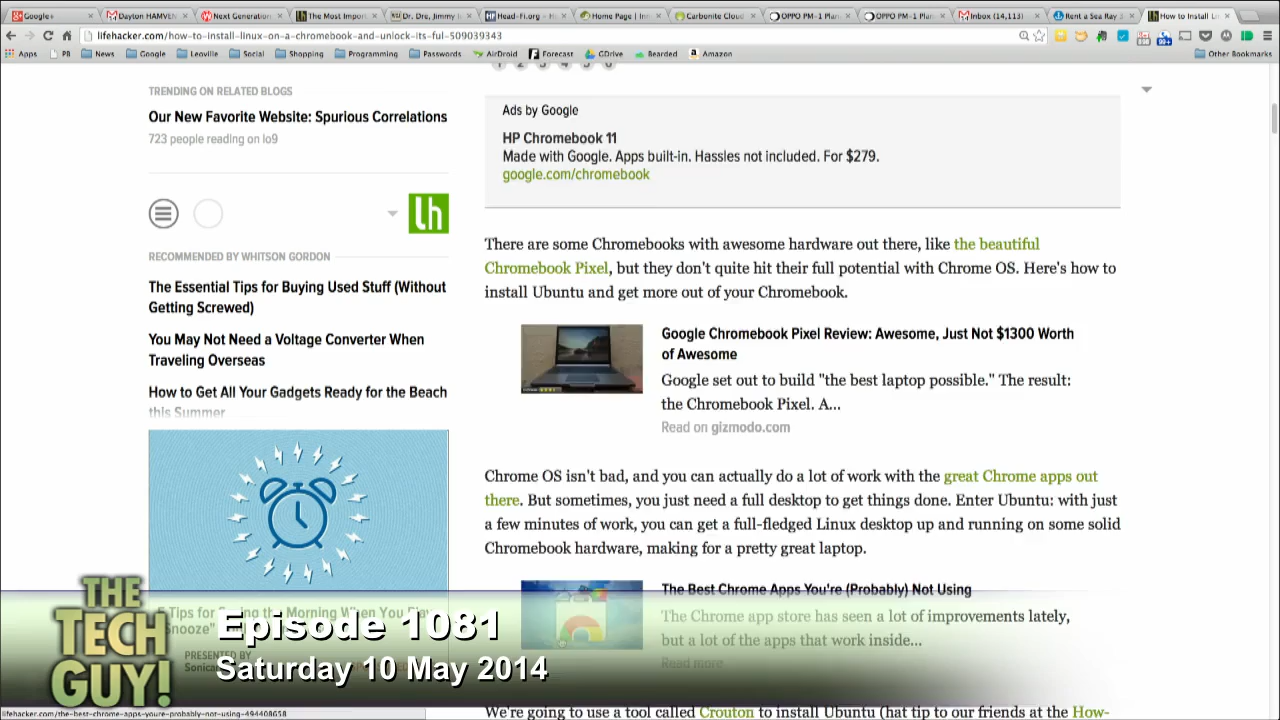 Google+
Dayton HAMVEN
Next Generation
The Most Impor
Dr. Dre, Jimmy
Head-Fi.org - H
Home Page | In
Carbonite Cloud
OPPO PM-1 Plan
OPPO PM-1 Plan
Inbox (14,113)
Rent a Sea Ray
How to Install Li
lifehacker.com/how-to-install-linux-on-a-chromebook-and-unlock-its-ful-509039343
Apps PB News Google Leoville Social Shopping Programming Passwords AirDroid Forecast GDrive Bearded Amazon Other Bookmarks
TRENDING ON RELATED BLOGS
Our New Favorite Website: Spurious Correlations
723 people reading on io9
lh
RECOMMENDED BY WHITSON GORDON
The Essential Tips for Buying Used Stuff (Without
Getting Screwed)
You May Not Need a Voltage Converter When
Traveling Overseas
How to Get All Your Gadgets Ready for the Beach
this Summer
1 2 3 4 5 6
Ads by Google
HP Chromebook 11
Made with Google. Apps built-in. Hassles not included. For $279.
google.com/chromebook
There are some Chromebooks with awesome hardware out there, like the beautiful
Chromebook Pixel, but they don't quite hit their full potential with Chrome OS. Here's how to
install Ubuntu and get more out of your Chromebook.
Google Chromebook Pixel Review: Awesome, Just Not $1300 Worth
of Awesome
Google set out to build "the best laptop possible." The result:
the Chromebook Pixel. A...
Read on gizmodo.com
Chrome OS isn't bad, and you can actually do a lot of work with the great Chrome apps out
there. But sometimes, you just need a full desktop to get things done. Enter Ubuntu: with just
a few minutes of work, you can get a full-fledged Linux desktop up and running on some solid
Chromebook hardware, making for a pretty great laptop.
The Best Chrome Apps You're (Probably) Not Using
The Chrome app store has seen a lot of improvements lately,
but a lot of the apps that work inside...
Read more
We're going to use a tool called Crouton to install Ubuntu (hat tip to our friends at the How-
THE
TECH
GUY!
Episode 1081
Saturday 10 May 2014
PRESENTED BY
lifehacker.com/the-best-chrome-apps-youre-probably-not-using-494408658